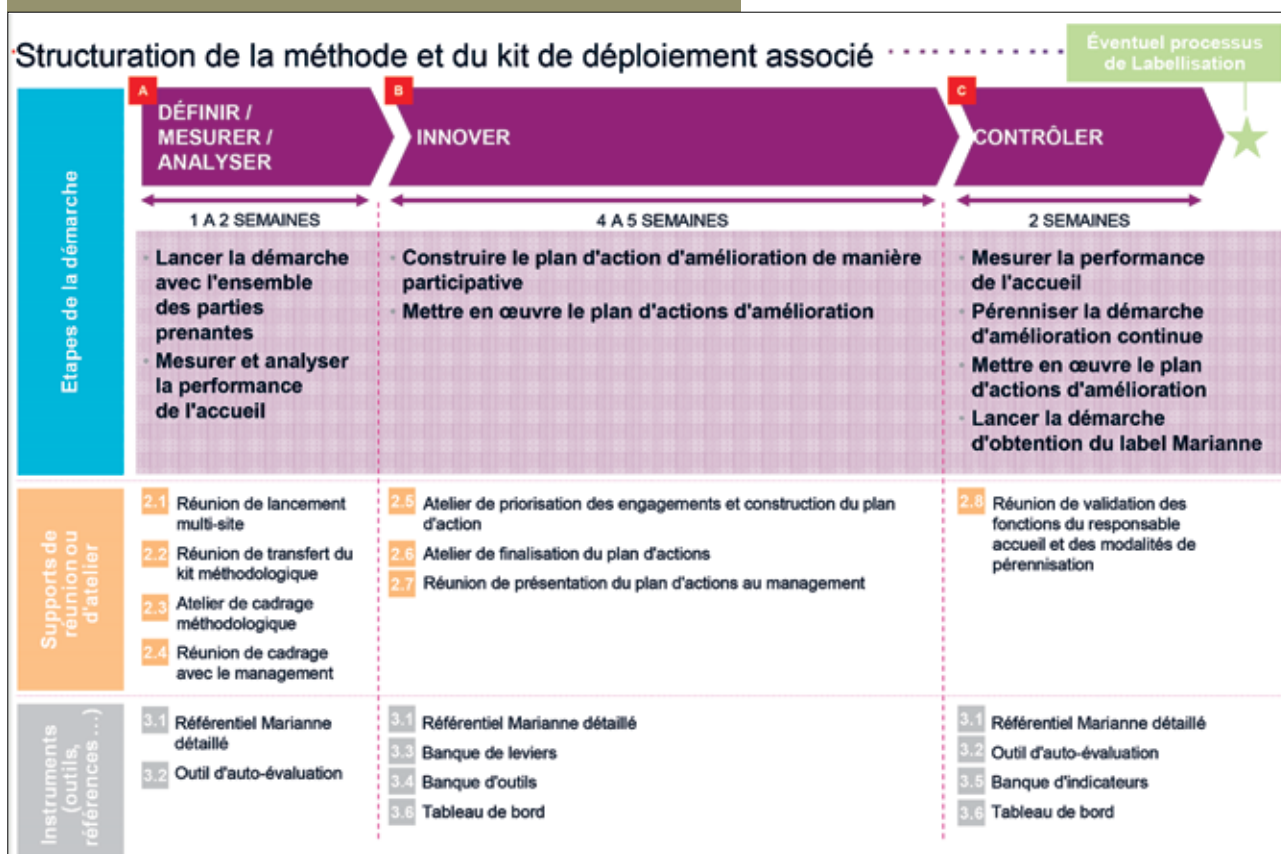 Structuration de la méthode et du kit de déploiement associé
Éventuel processus
de Labellisation
A
DÉFINIR /
MESURER /
ANALYSER
B
INNOVER
C
CONTRÔLER
1 A 2 SEMAINES
4 A 5 SEMAINES
2 SEMAINES
Etapes de la démarche
Lancer la démarche
avec l'ensemble
des parties
prenantes
Mesurer et analyser
la performance
de l'accueil
Construire le plan d'action d'amélioration de manière
participative
Mettre en œuvre le plan d'actions d'amélioration
Mesurer la performance
de l'accueil
Pérenniser la démarche
d'amélioration continue
Mettre en œuvre le plan
d'actions d'amélioration
Lancer la démarche
d'obtention du label Marianne
Supports de
réunion ou
d'atelier
2.1 Réunion de lancement
multi-site
2.2 Réunion de transfert du
kit méthodologique
2.3 Atelier de cadrage
méthodologique
2.4 Réunion de cadrage
avec le management
2.5 Atelier de priorisation des engagements et construction du plan
d'action
2.6 Atelier de finalisation du plan d'actions
2.7 Réunion de présentation du plan d'actions au management
2.8 Réunion de validation des
fonctions du responsable
accueil et des modalités de
pérennisation
Instruments
(outils,
références ...)
3.1 Référentiel Marianne
détaillé
3.2 Outil d'auto-évaluation
3.1 Référentiel Marianne détaillé
3.3 Banque de leviers
3.4 Banque d'outils
3.6 Tableau de bord
3.1 Référentiel Marianne détaillé
3.2 Outil d'auto-évaluation
3.5 Banque d'indicateurs
3.6 Tableau de bord